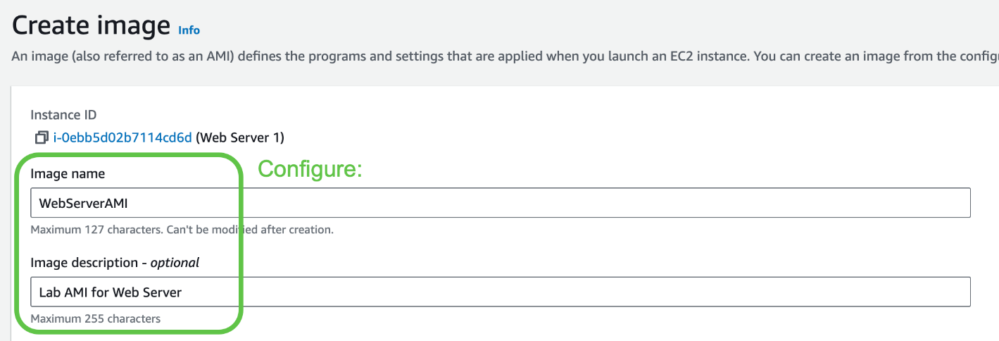 Create image Info
An image (also referred to as an AMI) defines the programs and settings that are applied when you launch an EC2 instance. You can create an image from the
Instance ID
i-0ebb5d02b7114cd6d (Web Server 1)
Configure:
Image name
WebServerAMI
Maximum 127 characters. Can't be modified after creation.
Image description - optional
Lab AMI for Web Server
Maximum 255 characters